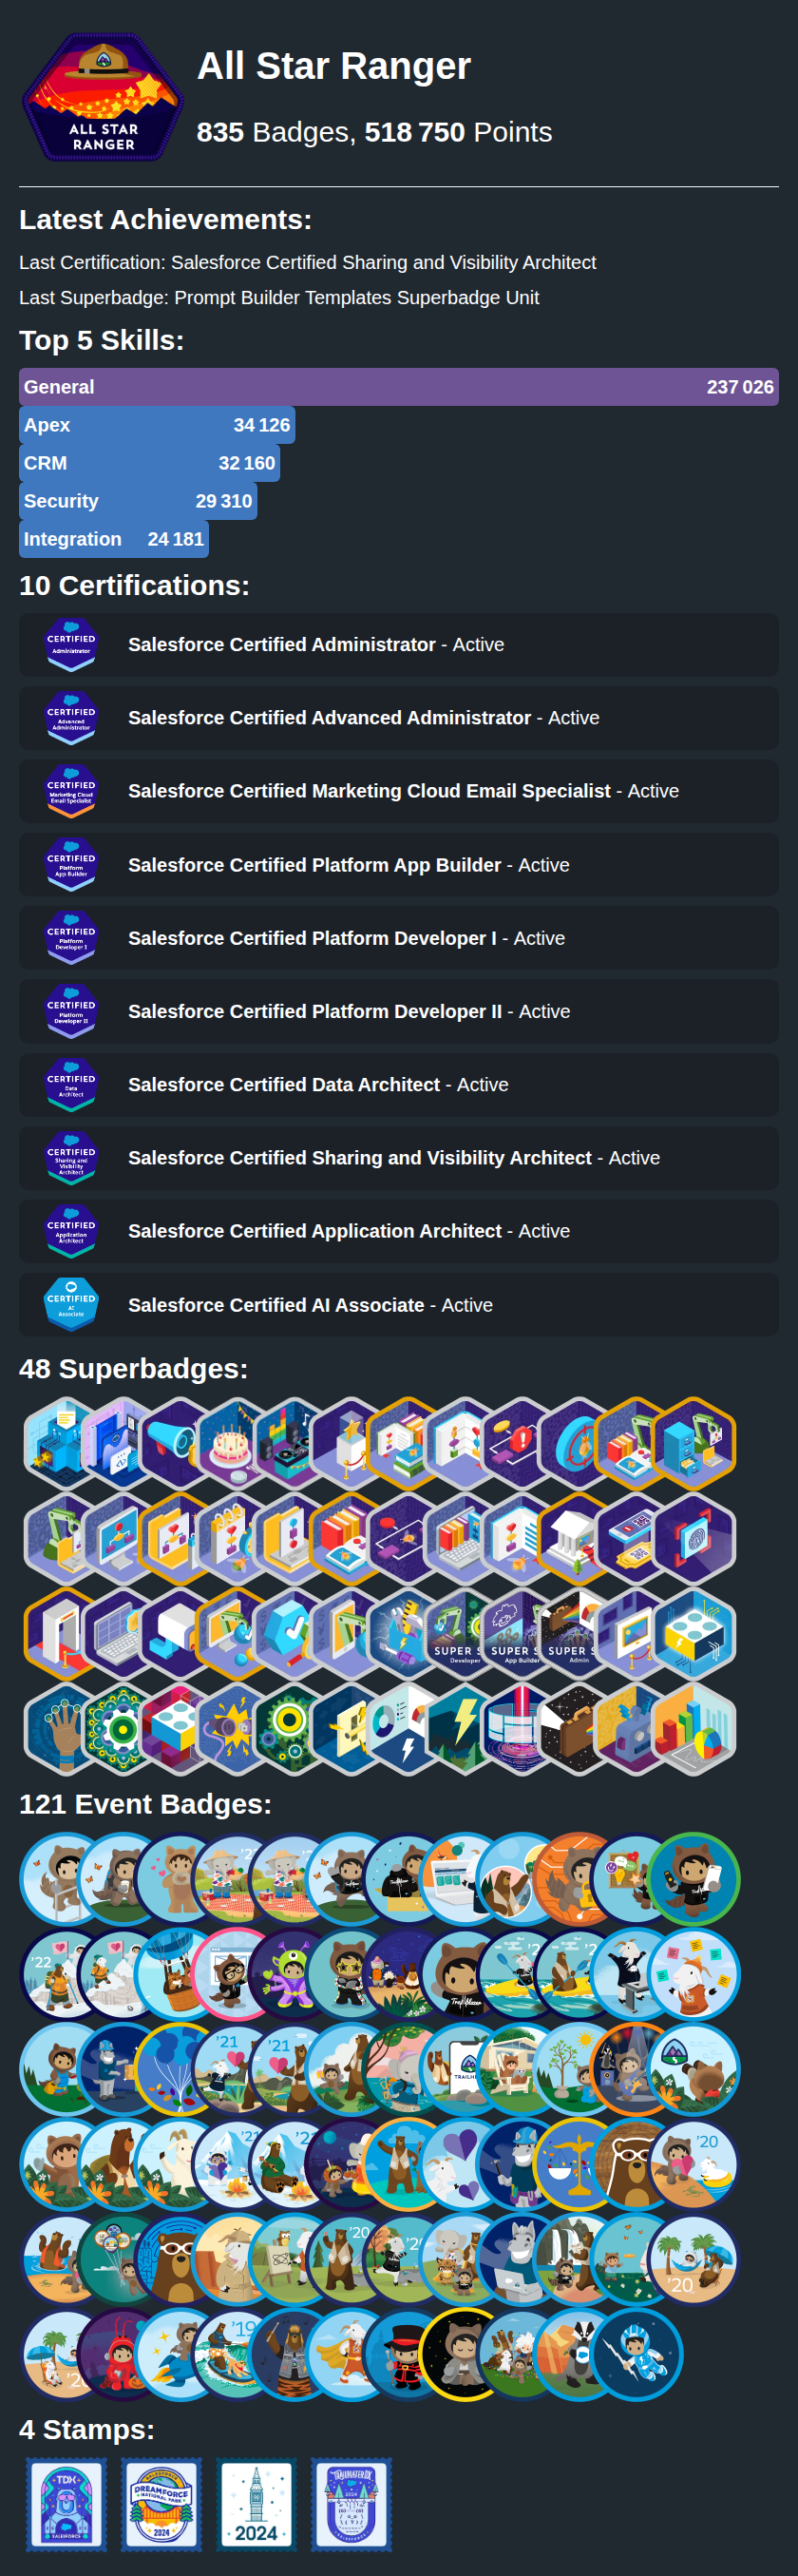 ALL STAR
RANGER
All Star Ranger
835 Badges, 518 750 Points
Latest Achievements:
Last Certification: Salesforce Certified Sharing and Visibility Architect
Last Superbadge: Prompt Builder Templates Superbadge Unit
Top 5 Skills:
General 237 026
Apex 34 126
CRM 32 160
Security 29 310
Integration 24 181
10 Certifications:
CERTIFIED
Administrator
Salesforce Certified Administrator - Active
CERTIFIED
Advanced
Administrator
Salesforce Certified Advanced Administrator - Active
CERTIFIED
Marketing Cloud
Email Specialist
Salesforce Certified Marketing Cloud Email Specialist - Active
CERTIFIED
Platform
App Builder
Salesforce Certified Platform App Builder - Active
CERTIFIED
Platform
Developer I
Salesforce Certified Platform Developer I - Active
CERTIFIED
Platform
Developer II
Salesforce Certified Platform Developer II - Active
CERTIFIED
Data
Architect
Salesforce Certified Data Architect - Active
CERTIFIED
Sharing and
Visibility
Architect
Salesforce Certified Sharing and Visibility Architect - Active
CERTIFIED
Application
Architect
Salesforce Certified Application Architect - Active
CERTIFIED
AI
Associate
Salesforce Certified AI Associate - Active
48 Superbadges:
SUPER S
Developer
SUPER S
App Builder
SUPER S
Admin
121 Event Badges:
'22
Trailblazer
'21
'21
TRAILHE
'21
'20
'20
'20
'19
4 Stamps:
TDX
SALESFORCE
DREAMFORCE
NATIONAL PARK
2024
2024
2024